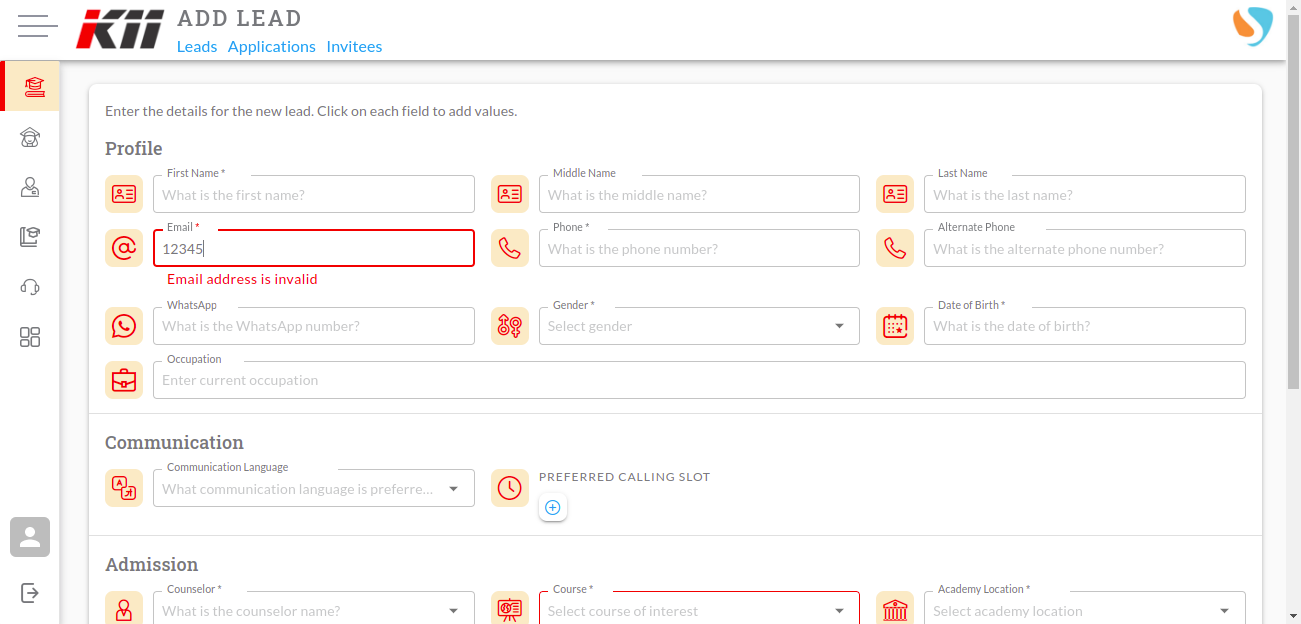 KII
ADD LEAD
Leads Applications Invitees
Enter the details for the new lead. Click on each field to add values.
Profile
First Name * Middle Name Last Name
What is the first name? What is the middle name? What is the last name?
Email * Phone * Alternate Phone
12345 What is the phone number? What is the alternate phone number?
Email address is invalid
WhatsApp Gender * Date of Birth *
What is the WhatsApp number? Select gender What is the date of birth?
Occupation
Enter current occupation
Communication
Communication Language PREFERRED CALLING SLOT
What communication language is preferre...
Admission
Counselor * Course * Academy Location *
What is the counselor name? Select course of interest Select academy location